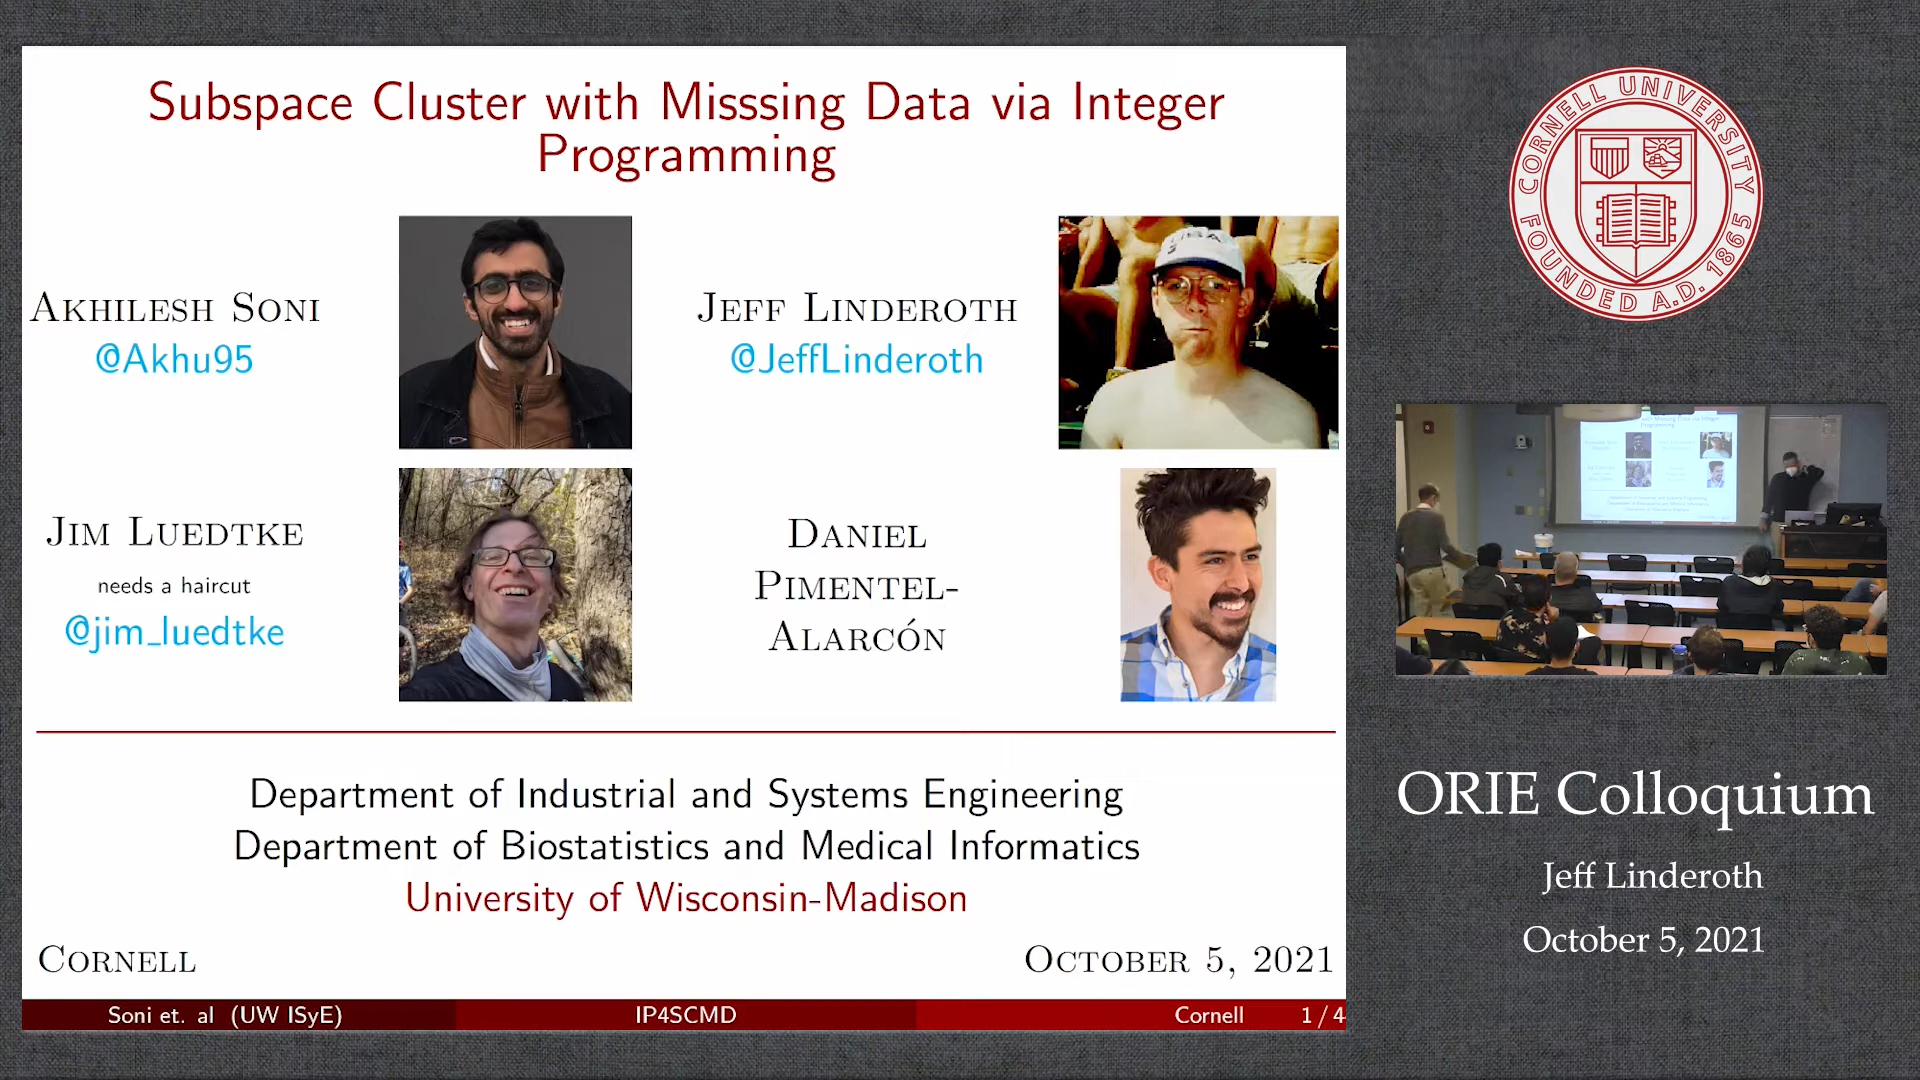 Subspace Cluster with Misssing Data via Integer
Programming
AKHILESH SONI
@Akhu95
JEFF LINDEROTH
@JeffLinderoth
JIM LUEDTKE
needs a haircut
@jim_luedtke
DANIEL
PIMENTEL-
ALARCÓN
Department of Industrial and Systems Engineering
Department of Biostatistics and Medical Informatics
University of Wisconsin-Madison
CORNELL
OCTOBER 5, 2021
Soni et. al (UW ISyE)
IP4SCMD
Cornell
1 / 4
CORNELL UNIVERSITY
FOUNDED A.D. 1865
ORIE Colloquium
Jeff Linderoth
October 5, 2021